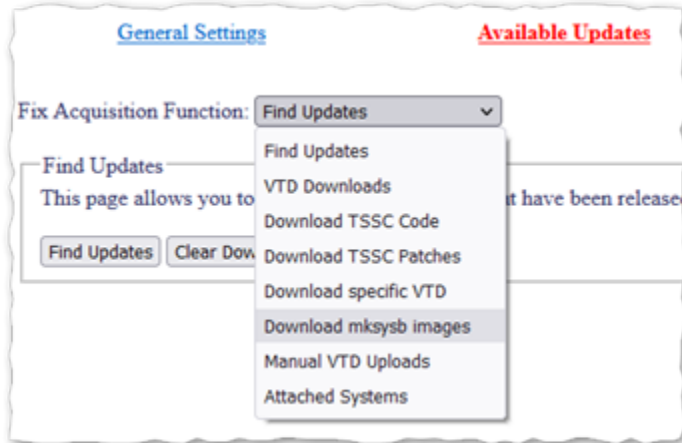 General Settings Available Updates
Fix Acquisition Function: Find Updates
Find Updates
VTD Downloads
Download TSSC Code
Download TSSC Patches
Download specific VTD
Download mksysb images
Manual VTD Uploads
Attached Systems
Find Updates
This page allows you to have been released
Find Updates Clear